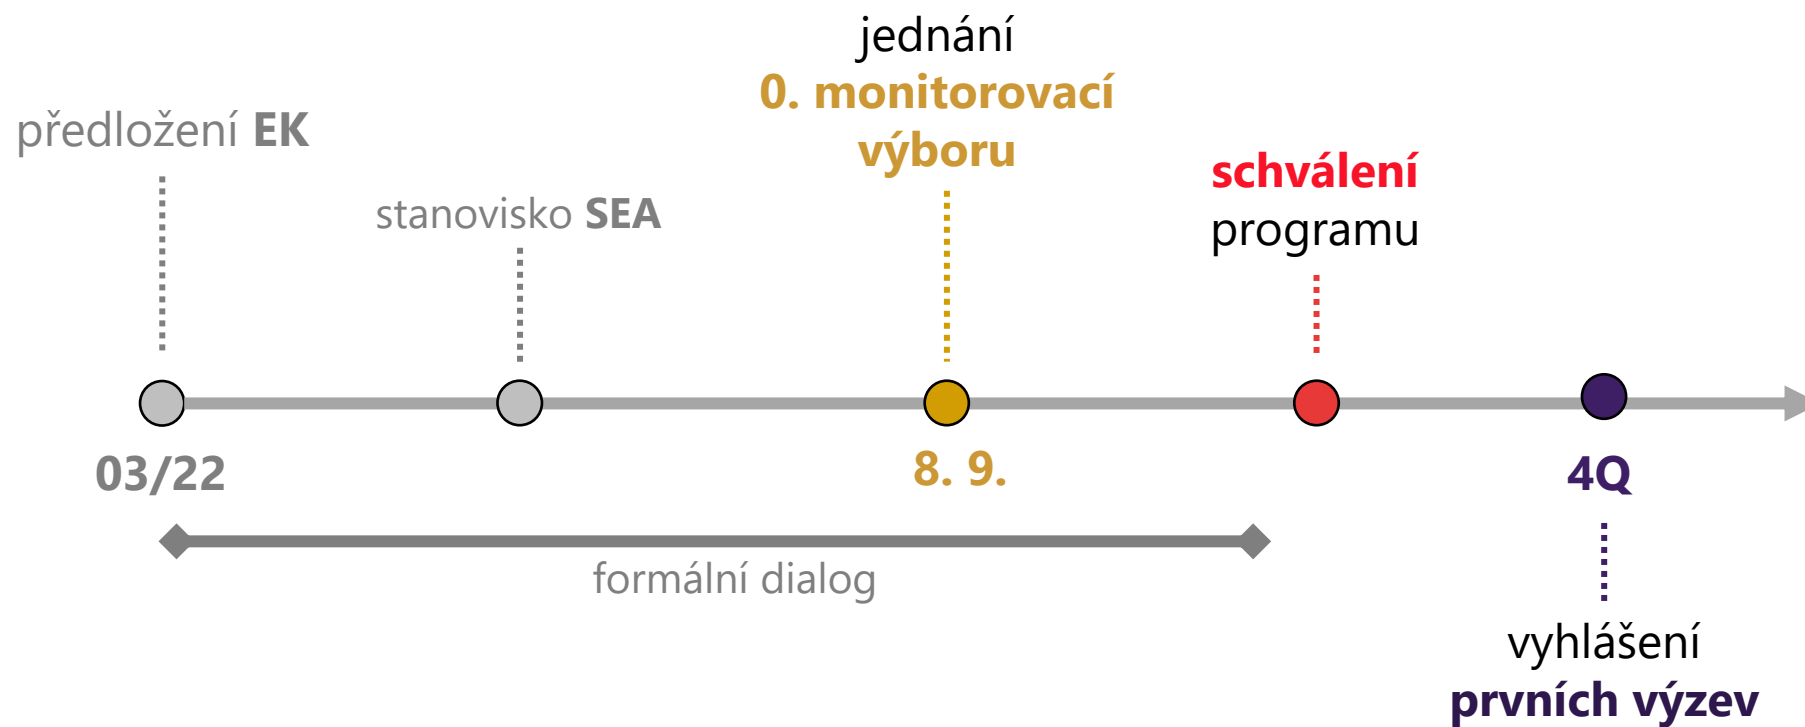 předložení EK
stanovisko SEA
jednání
0. monitorovací
výboru
schválení
programu
03/22
8. 9.
4Q
formální dialog
vyhlášení
prvních výzev